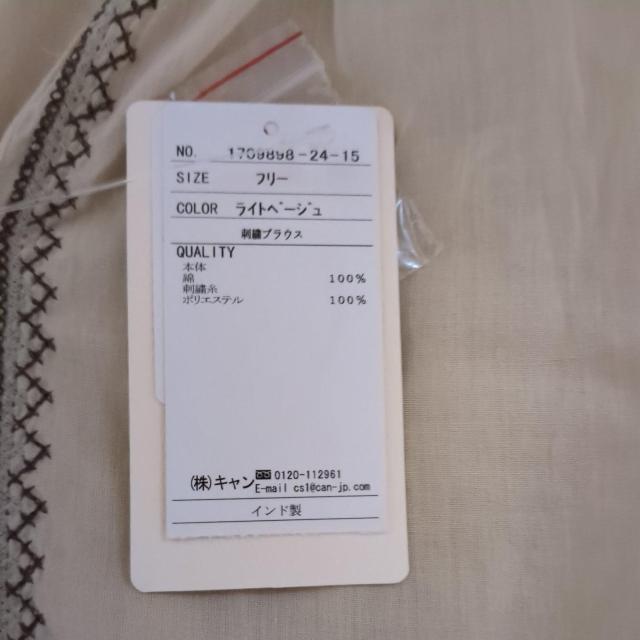 NO. 1709898-24-15
SIZE フリー
COLOR ライトベージュ
刺繍ブラウス
QUALITY
本体
綿 100%
刺繍糸
ポリエステル 100%
(株)キャン 0120-112961
E-mail csl@can-jp.com
インド製